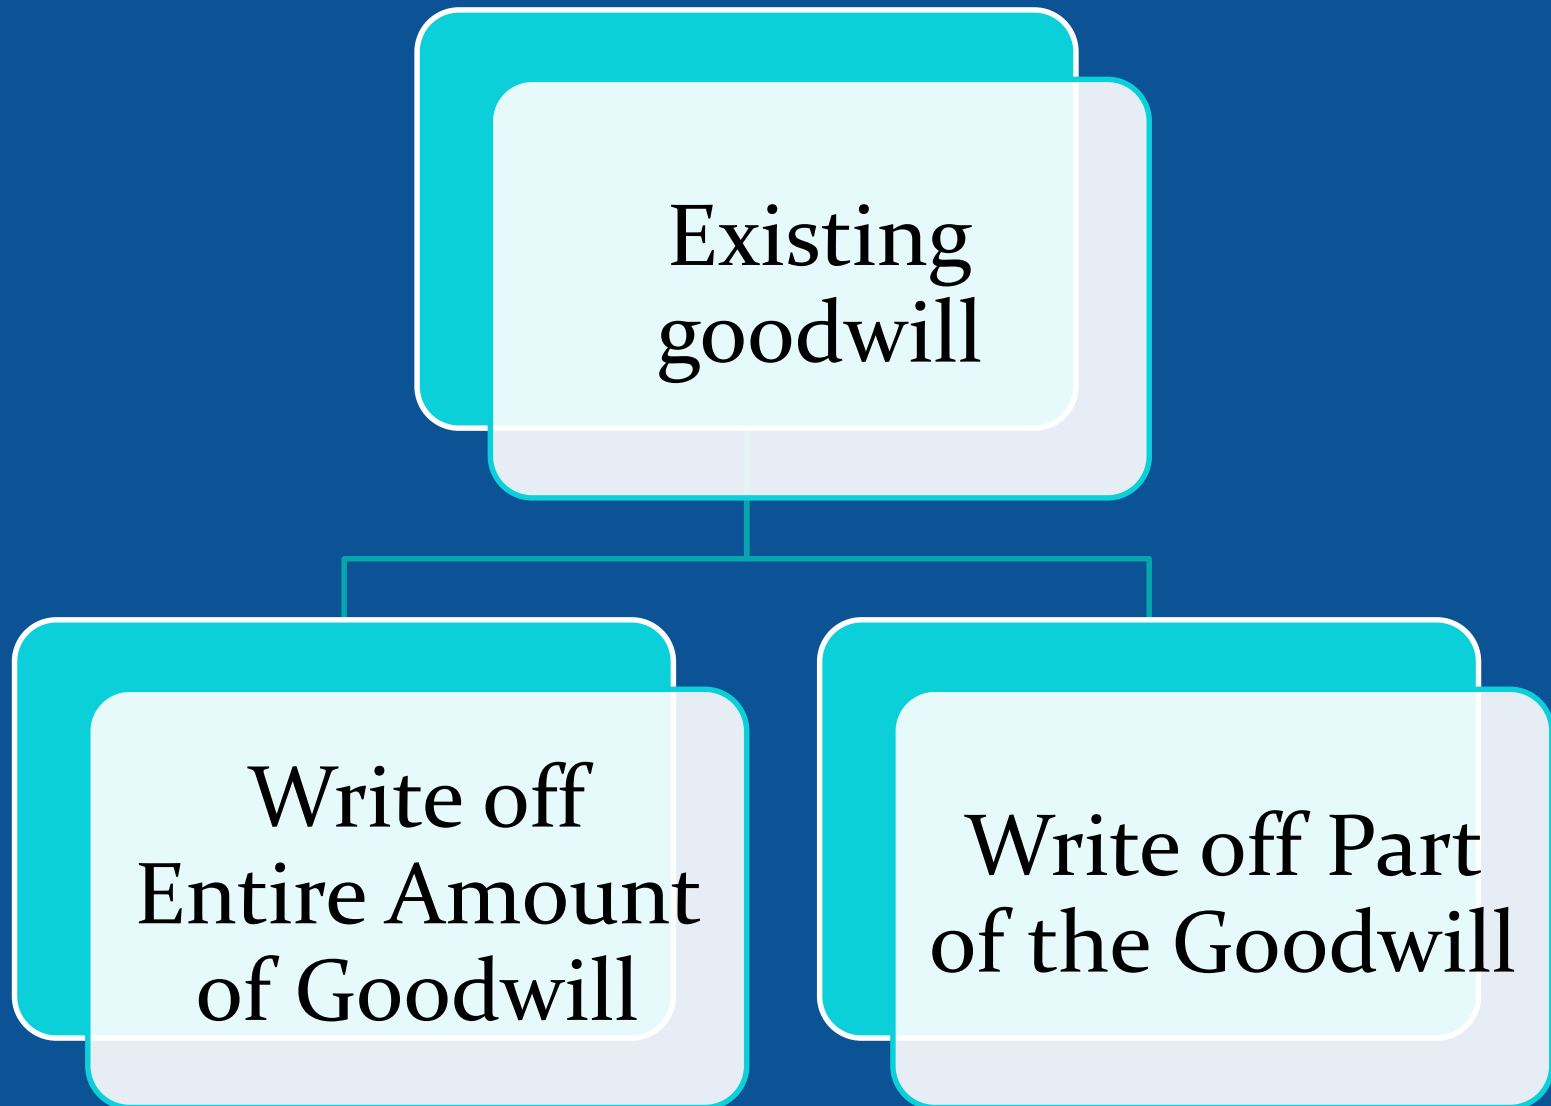 Existing
goodwill
Write off
Entire Amount
of Goodwill
Write off Part
of the Goodwill